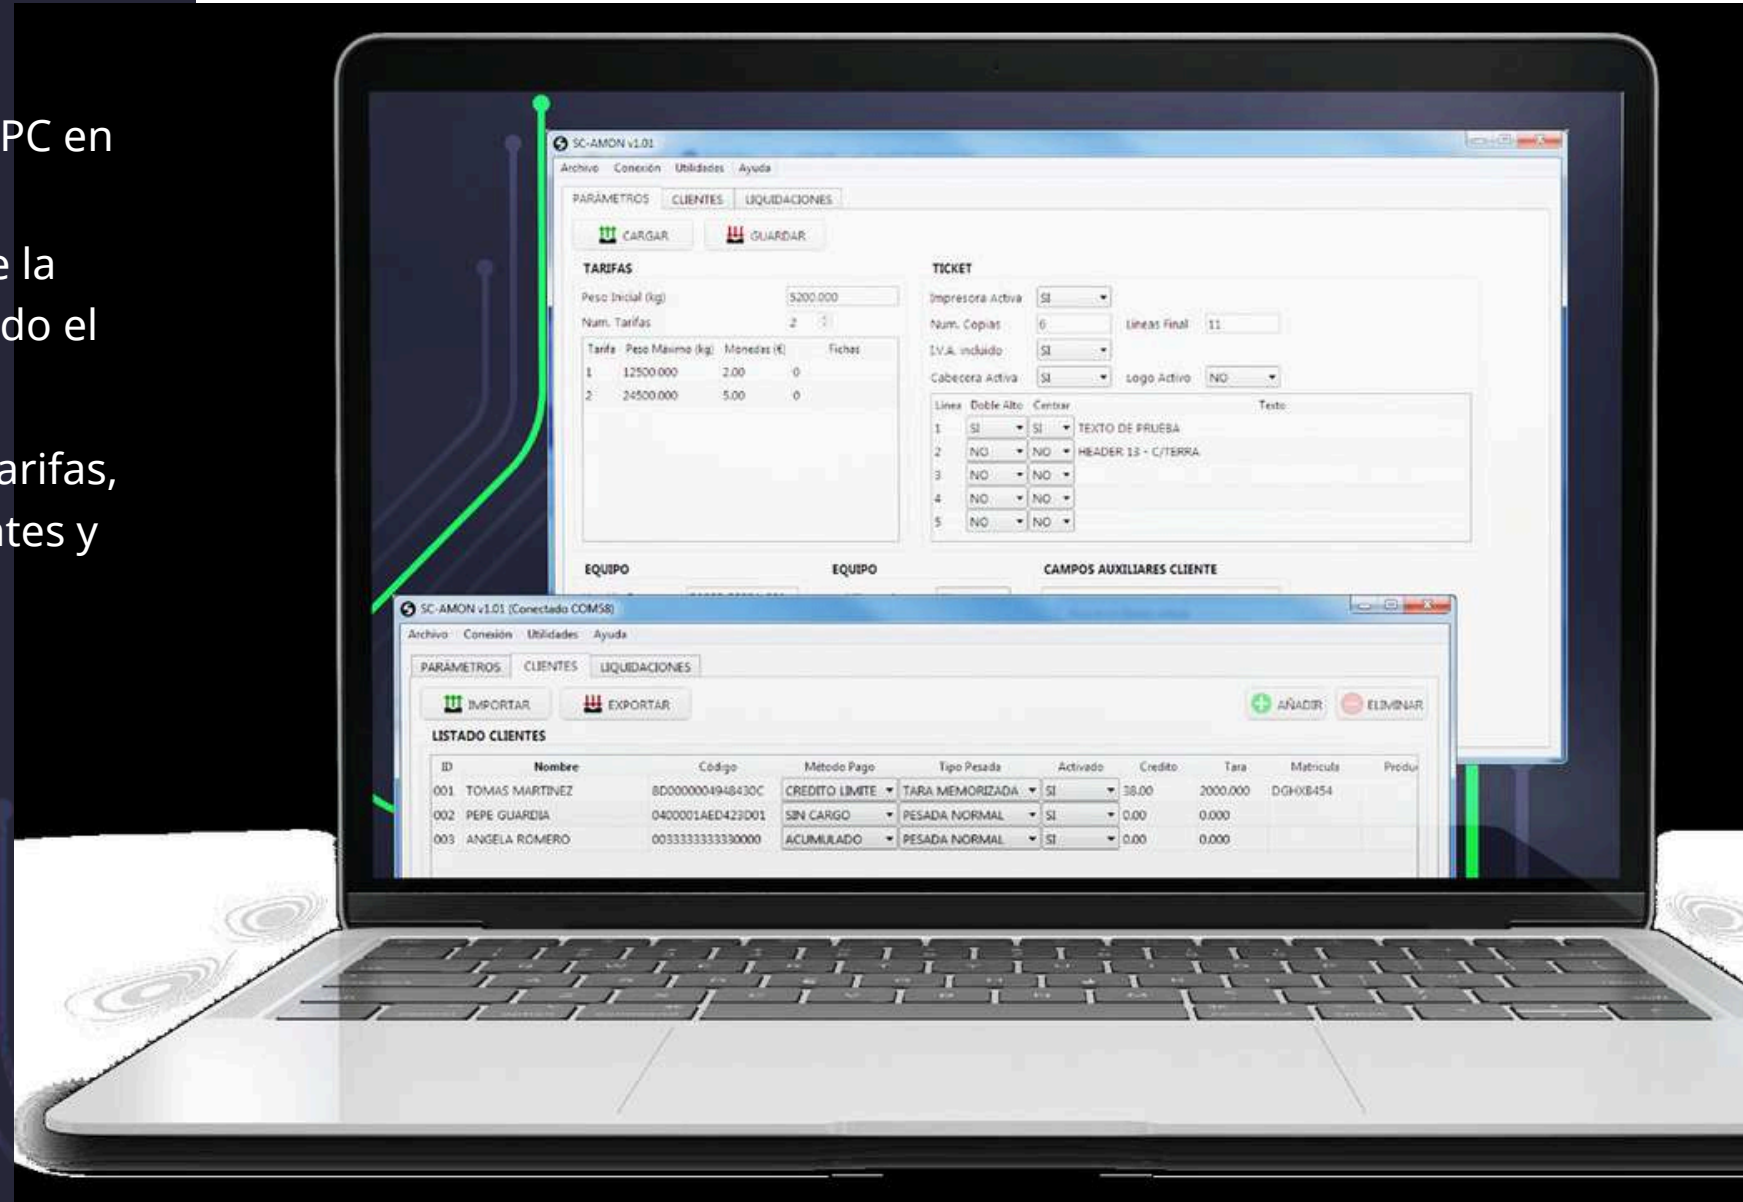 PC en
la
do el
arifas,
ntes y
SC-AMON v1.01
Archivo Conexión Utilidades Ayuda
PARÁMETROS CLIENTES LIQUIDACIONES
CARGAR GUARDAR
TARIFAS
Peso Inicial (kg) 5200.000
Num. Tarifas 2
Tarifa Peso Máximo (kg) Monedas (€) Fichas
1 12500.000 2.00 0
2 24500.000 5.00 0
TICKET
Impresora Activa SI
Num. Copias 6 Líneas Final 11
I.V.A. incluido SI
Cabecera Activa SI Logo Activo NO
Línea Doble Alto Centrar Texto
1 SI SI TEXTO DE PRUEBA
2 NO NO HEADER 13 - C/TERRA
3 NO NO
4 NO NO
5 NO NO
EQUIPO EQUIPO CAMPOS AUXILIARES CLIENTE
SC-AMON v1.01 (Conectado COM58)
Archivo Conexión Utilidades Ayuda
PARÁMETROS CLIENTES LIQUIDACIONES
IMPORTAR EXPORTAR AÑADIR ELIMINAR
LISTADO CLIENTES
ID Nombre Código Método Pago Tipo Pesada Activado Credito Tara Matricula Produ
001 TOMAS MARTINEZ 8D0000004948430C CREDITO LIMITE TARA MEMORIZADA SI 38.00 2000.000 DGHX8454
002 PEPE GUARDIA 0400001AED423D01 SIN CARGO PESADA NORMAL SI 0.00 0.000
003 ANGELA ROMERO 0033333333330000 ACUMULADO PESADA NORMAL SI 0.00 0.000